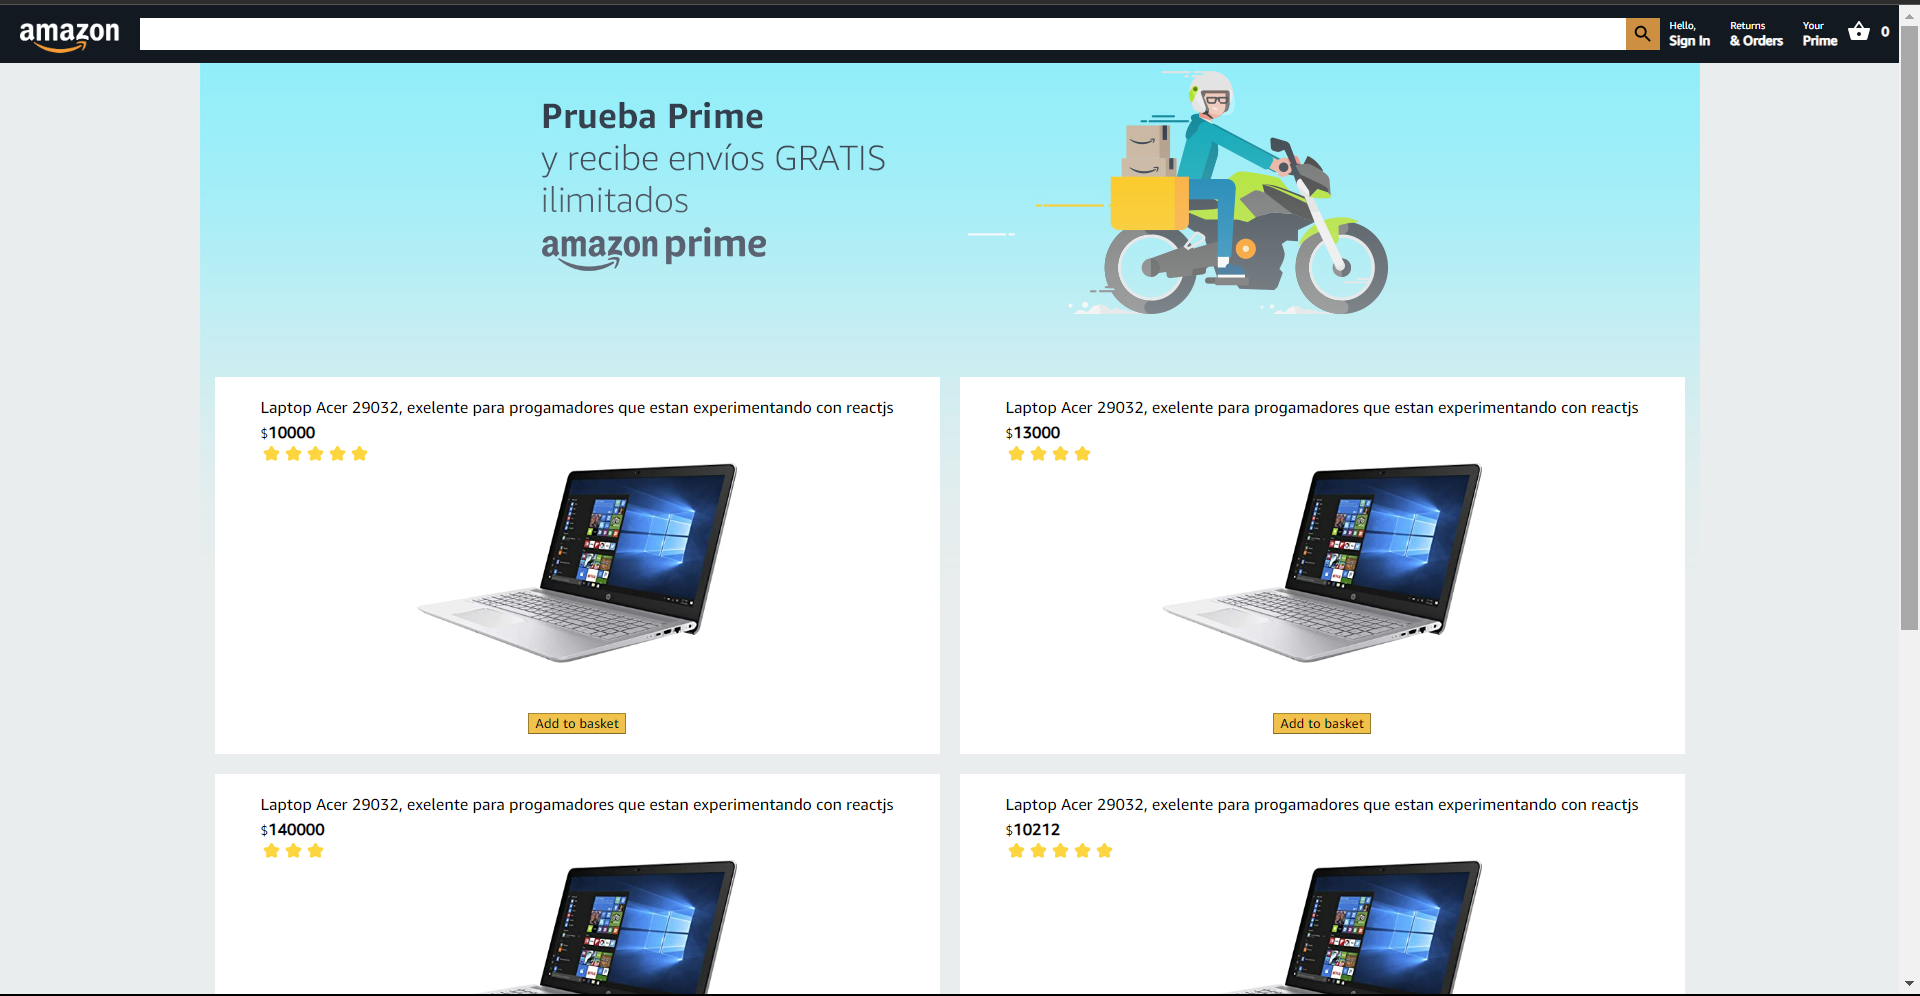 amazon
Hello,
Sign In
Returns
& Orders
Your
Prime
0
Prueba Prime
y recibe envíos GRATIS
ilimitados
amazon prime
Laptop Acer 29032, exelente para progamadores que estan experimentando con reactjs
$10000
Add to basket
Laptop Acer 29032, exelente para progamadores que estan experimentando con reactjs
$13000
Add to basket
Laptop Acer 29032, exelente para progamadores que estan experimentando con reactjs
$140000
Laptop Acer 29032, exelente para progamadores que estan experimentando con reactjs
$10212